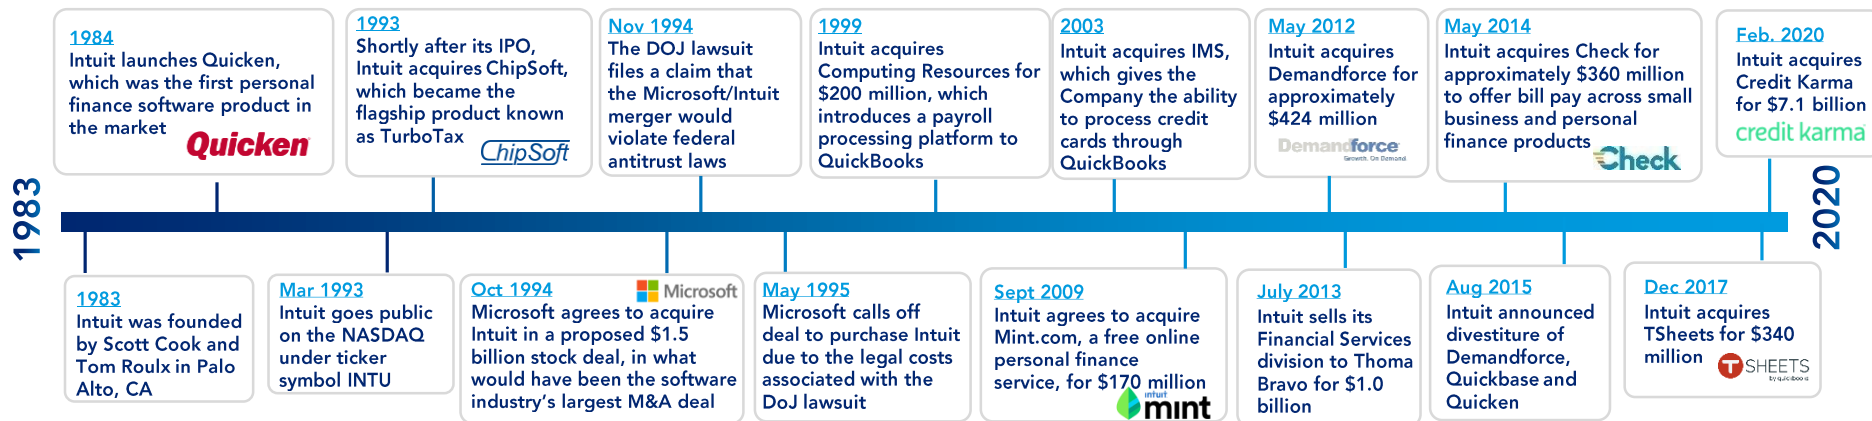 1983
1984
Intuit launches Quicken,
which was the first personal
finance software product in
the market
Quicken
1993
Shortly after its IPO,
Intuit acquires ChipSoft,
which became the
flagship product known
as TurboTax
ChipSoft
Nov 1994
The DOJ lawsuit
files a claim that
the Microsoft/Intuit
merger would
violate federal
antitrust laws
1999
Intuit acquires
Computing Resources for
$200 million, which
introduces a payroll
processing platform to
QuickBooks
2003
Intuit acquires IMS,
which gives the
Company the ability
to process credit
cards through
QuickBooks
May 2012
Intuit acquires
Demandforce for
approximately
$424 million
Demandforce
Growth. On Demand
May 2014
Intuit acquires Check for
approximately $360 million
to offer bill pay across small
business and personal
finance products
Check
Feb. 2020
Intuit acquires
Credit Karma
for $7.1 billion
credit karma
2020
1983
Intuit was founded
by Scott Cook and
Tom Roulx in Palo
Alto, CA
Mar 1993
Intuit goes public
on the NASDAQ
under ticker
symbol INTU
Oct 1994
Microsoft
Microsoft agrees to acquire
Intuit in a proposed $1.5
billion stock deal, in what
would have been the software
industry's largest M&A deal
May 1995
Microsoft calls off
deal to purchase Intuit
due to the legal costs
associated with the
DoJ lawsuit
Sept 2009
Intuit agrees to acquire
Mint.com, a free online
personal finance
service, for $170 million
intuit
mint
July 2013
Intuit sells its
Financial Services
division to Thoma
Bravo for $1.0
billion
Aug 2015
Intuit announced
divestiture of
Demandforce,
Quickbase and
Quicken
Dec 2017
Intuit acquires
TSheets for $340
million
T SHEETS
by quickbooks